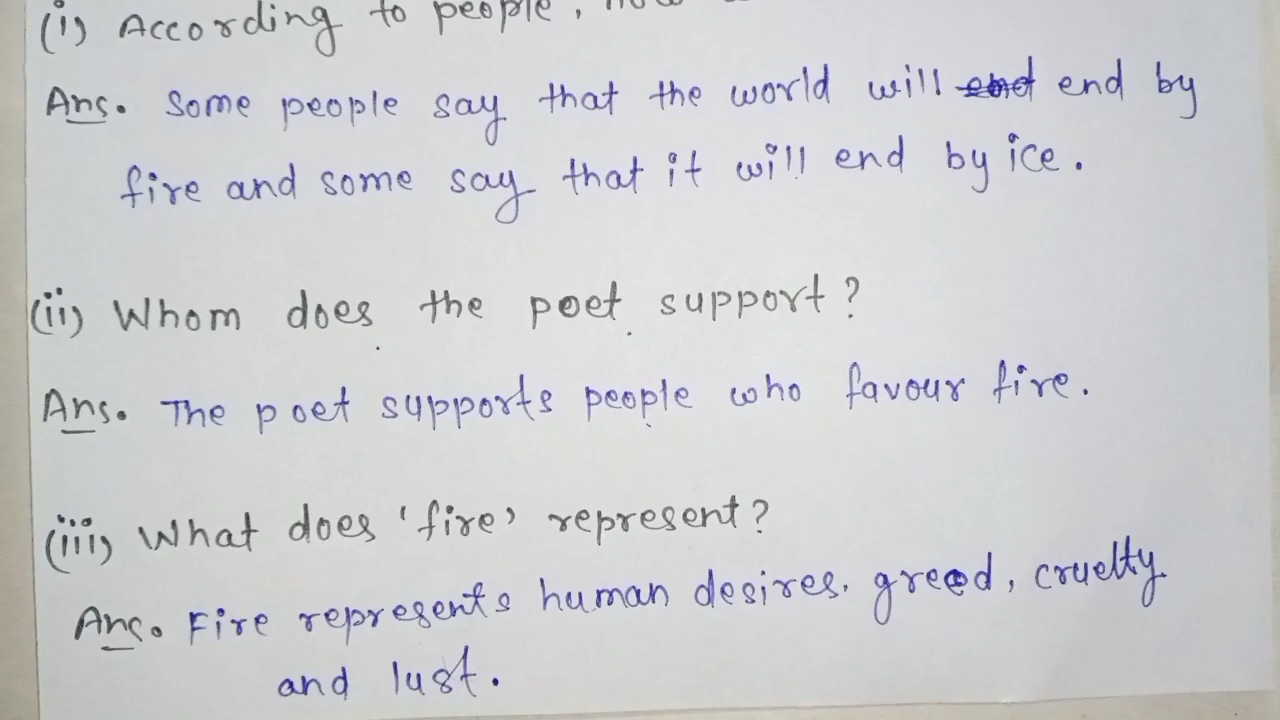 (i) According to people,
Ans. Some people say that the world will end by
fire and some say that it will end by ice.
(ii) Whom does the poet support?
Ans. The poet supports people who favour fire.
(iii) What does 'fire' represent?
Ans. Fire represents human desires, greed, cruelty
and lust.